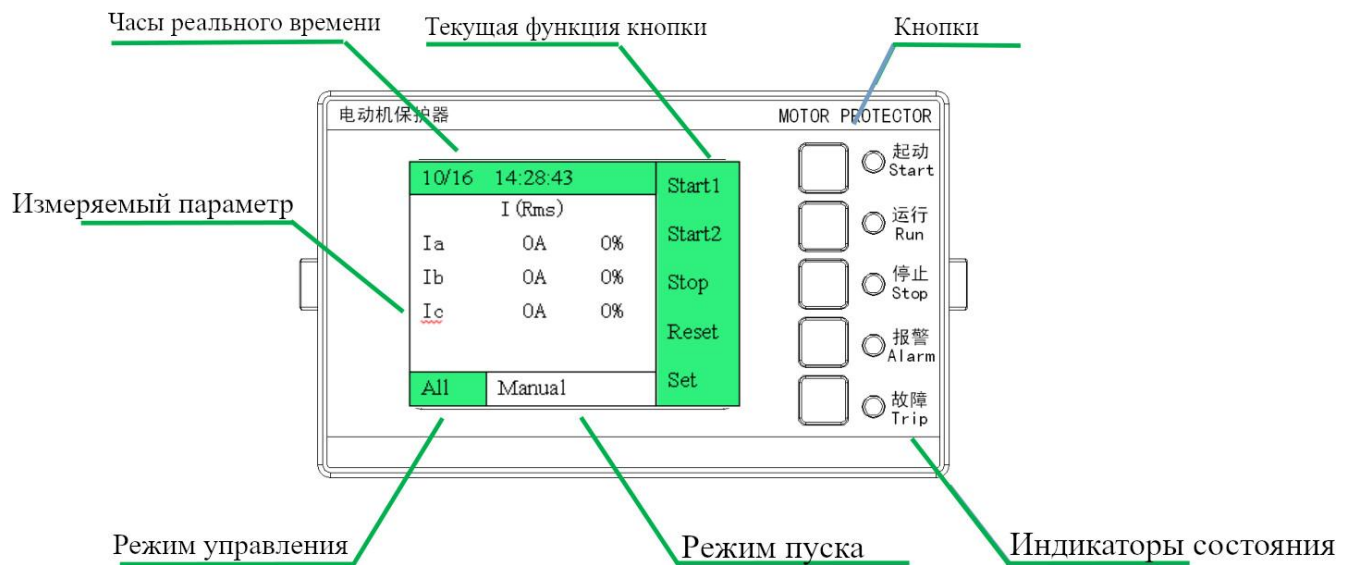 Часы реального времени
Текущая функция кнопки
Кнопки
电动机保护器
MOTOR PROTECTOR
10/16 14:28:43
Start1
起动
Start
Измеряемый параметр
I(Rms)
Ia 0A 0%
Start2
运行
Run
Ib 0A 0%
Stop
停止
Stop
Ic 0A 0%
Reset
报警
Alarm
All
Manual
Set
故障
Trip
Режим управления
Режим пуска
Индикаторы состояния